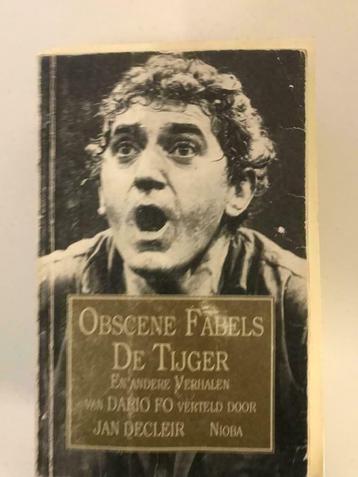 OBSCENE FABELS
DE TIJGER
EN ANDERE VERHALEN
VAN DARIO FO VERTELD DOOR
JAN DECLEIR NIOBA